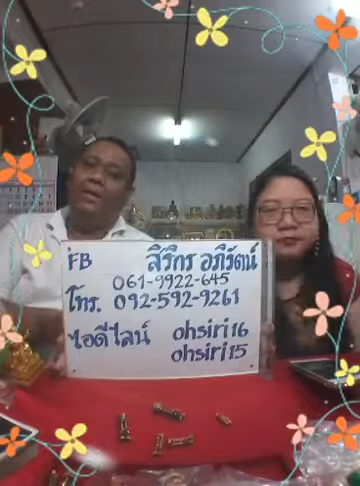 FB สิริกร อภิรัตน์
061-9922-645
โทร. 092-592-9261
ไอดีไลน์ ohsiri16
ohsiri15